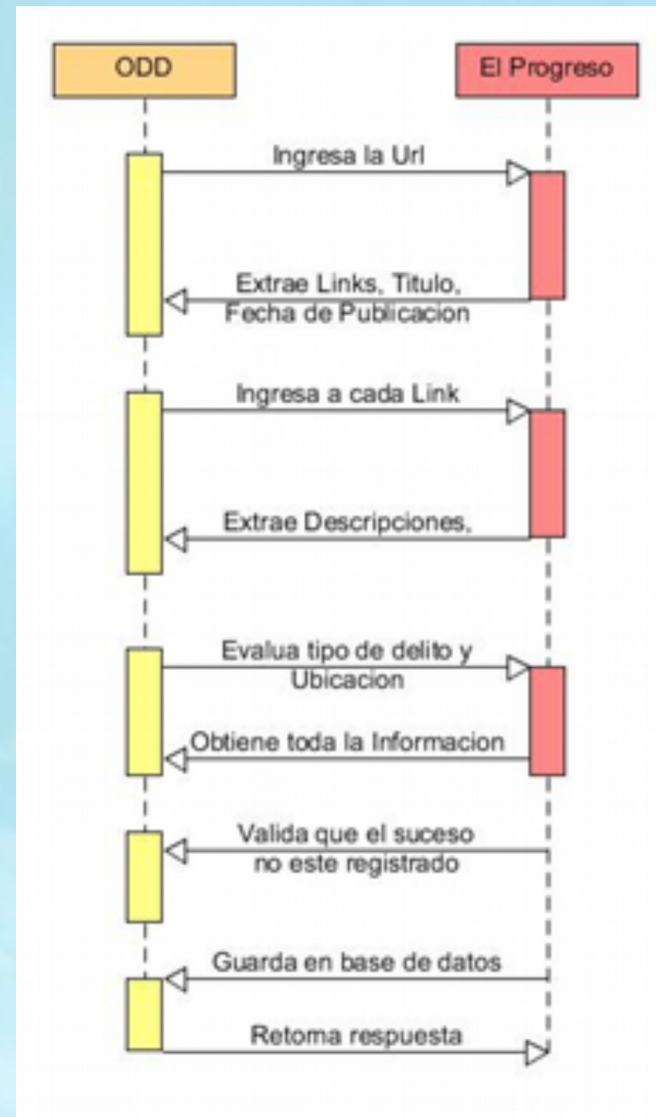 ODD
El Progreso
Ingresa la Url
Extrae Links, Titulo,
Fecha de Publicacion
Ingresa a cada Link
Extrae Descripciones,
Evalua tipo de delito y
Ubicacion
Obtiene toda la Informacion
Valida que el suceso
no este registrado
Guarda en base de datos
Retorna respuesta